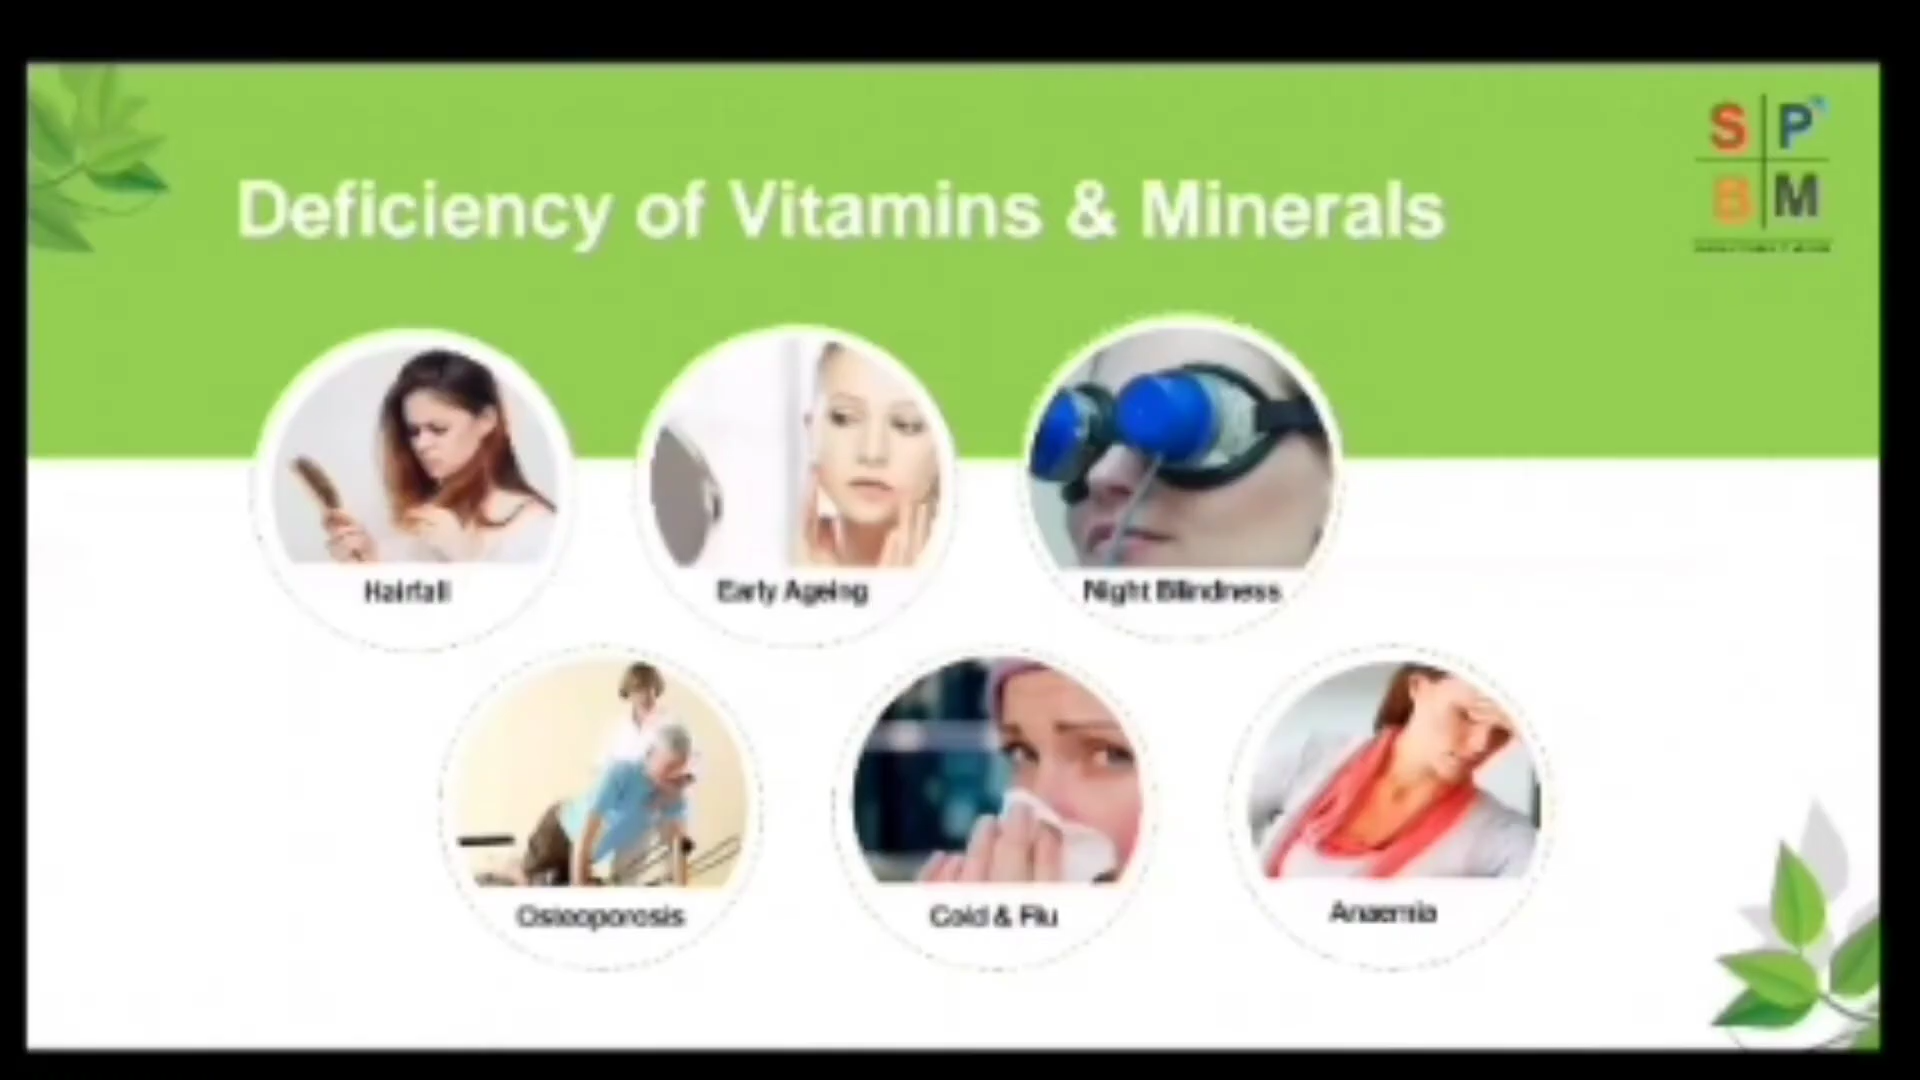 Deficiency of Vitamins & Minerals
S P
B M
Hairfall
Early Ageing
Night Blindness
Osteoporosis
Cold & Flu
Anaemia